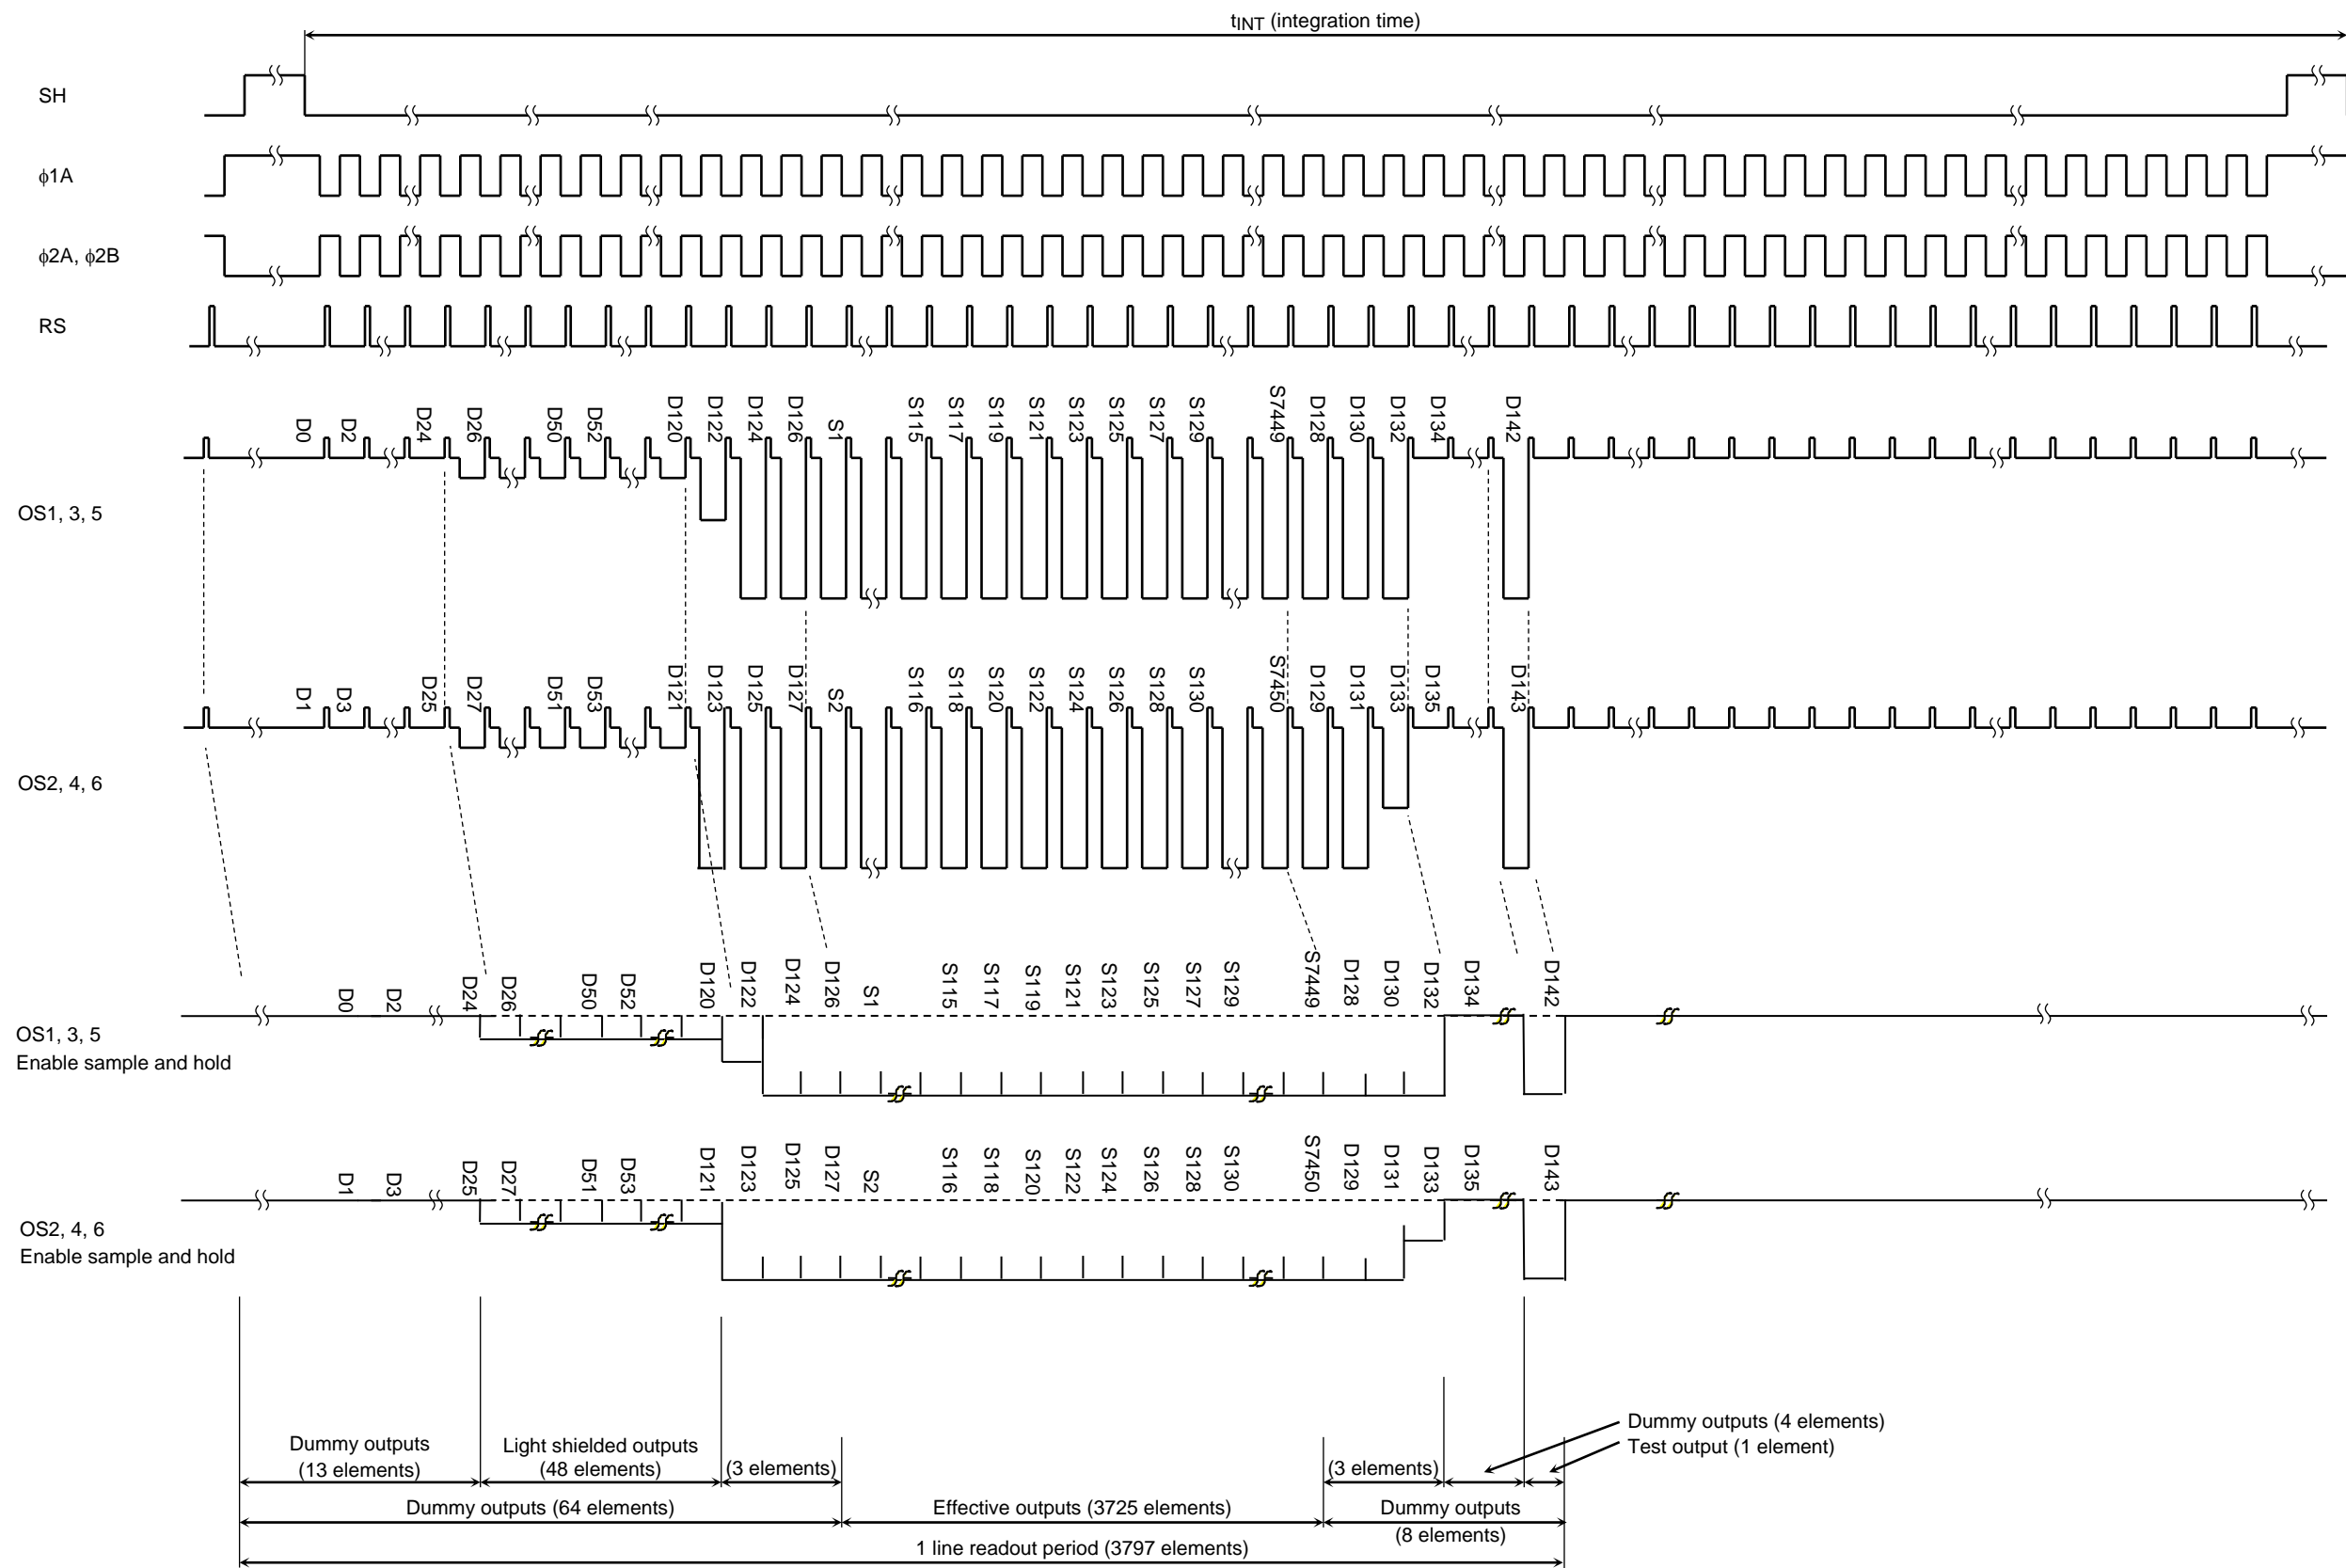 tINT (integration time)
SH
ϕ1A
ϕ2A, ϕ2B
RS
D0 D2 D24 D26 D50 D52 D120 D122 D124 D126 S1 S115 S117 S119 S121 S123 S125 S127 S129 S7449 D128 D130 D132 D134 D142
OS1, 3, 5
D1 D3 D25 D27 D51 D53 D121 D123 D125 D127 S2 S116 S118 S120 S122 S124 S126 S128 S130 S7450 D129 D131 D133 D135 D143
OS2, 4, 6
D0 D2 D24 D26 D50 D52 D120 D122 D124 D126 S1 S115 S117 S119 S121 S123 S125 S127 S129 S7449 D128 D130 D132 D134 D142
OS1, 3, 5
Enable sample and hold
D1 D3 D25 D27 D51 D53 D121 D123 D125 D127 S2 S116 S118 S120 S122 S124 S126 S128 S130 S7450 D129 D131 D133 D135 D143
OS2, 4, 6
Enable sample and hold
Dummy outputs
(13 elements)
Light shielded outputs
(48 elements)
(3 elements)
(3 elements)
Dummy outputs (4 elements)
Test output (1 element)
Dummy outputs (64 elements)
Effective outputs (3725 elements)
Dummy outputs
(8 elements)
1 line readout period (3797 elements)